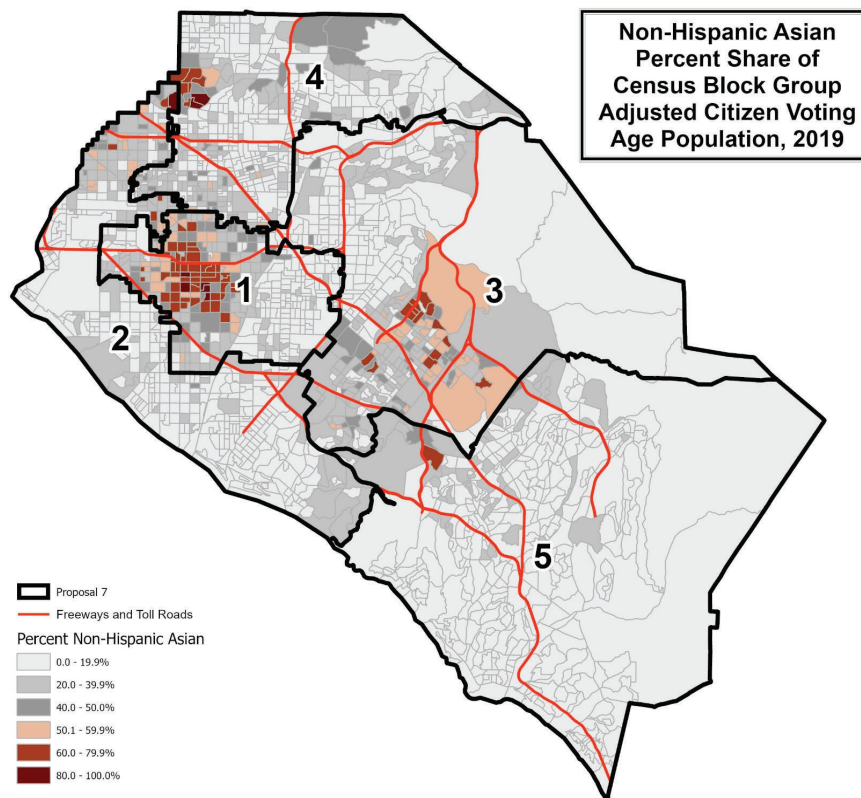 Non-Hispanic Asian
Percent Share of
Census Block Group
Adjusted Citizen Voting
Age Population, 2019
4
3
1
2
5
Proposal 7
Freeways and Toll Roads
Percent Non-Hispanic Asian
0.0 - 19.9%
20.0 - 39.9%
40.0 - 50.0%
50.1 - 59.9%
60.0 - 79.9%
80.0 - 100.0%